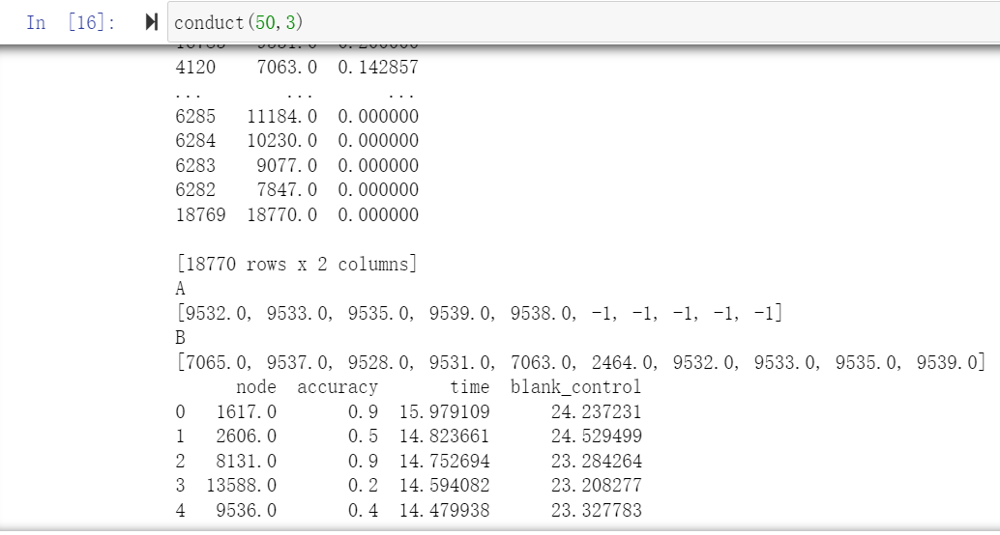 In [16]: conduct(50,3)
4120 7063.0 0.142857
... ... ...
6285 11184.0 0.000000
6284 10230.0 0.000000
6283 9077.0 0.000000
6282 7847.0 0.000000
18769 18770.0 0.000000
[18770 rows x 2 columns]
A
[9532.0, 9533.0, 9535.0, 9539.0, 9538.0, -1, -1, -1, -1, -1]
B
[7065.0, 9537.0, 9528.0, 9531.0, 7063.0, 2464.0, 9532.0, 9533.0, 9535.0, 9539.0]
node accuracy time blank_control
0 1617.0 0.9 15.979109 24.237231
1 2606.0 0.5 14.823661 24.529499
2 8131.0 0.9 14.752694 23.284264
3 13588.0 0.2 14.594082 23.208277
4 9536.0 0.4 14.479938 23.327783